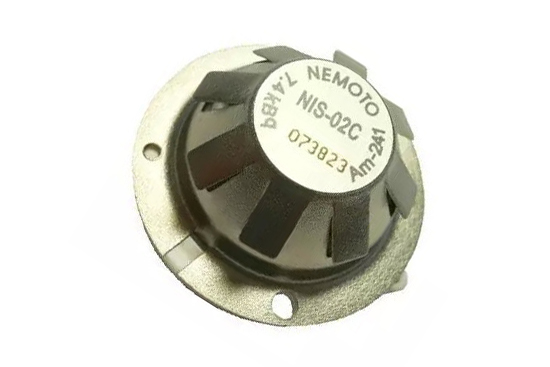 NEMOTO
7.4kBq
NIS-02C
073823
Am-241